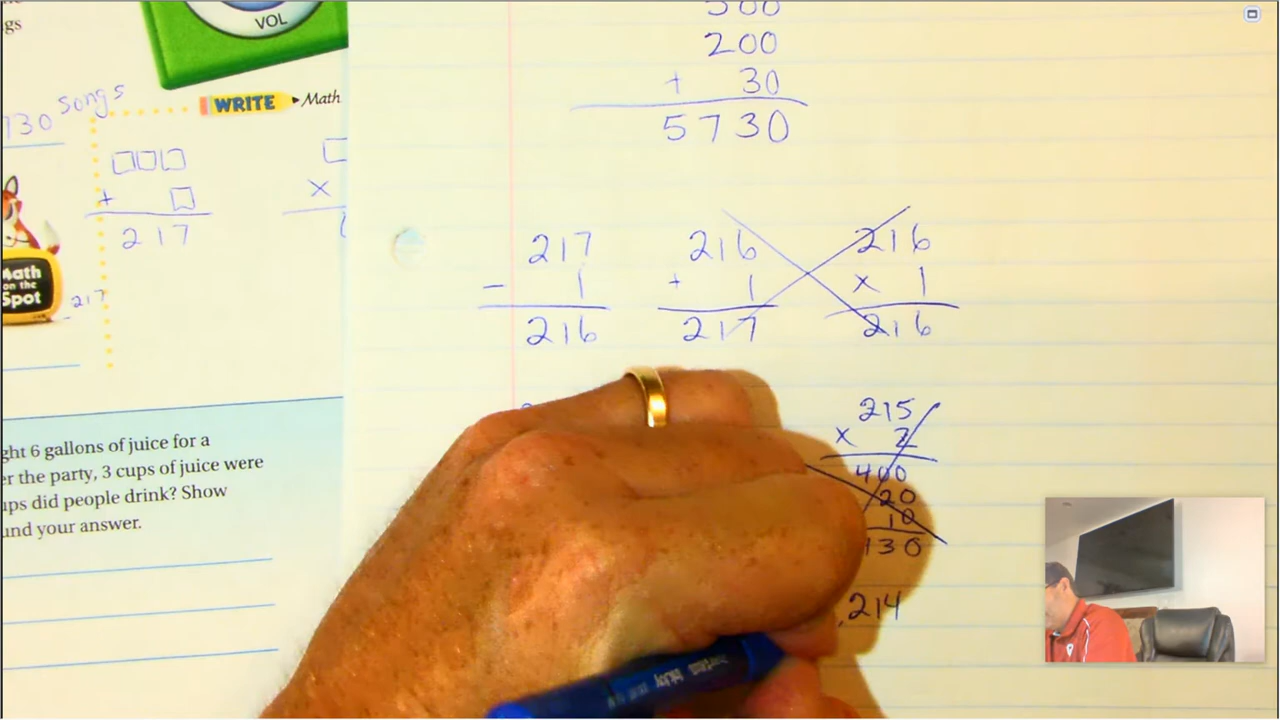 gs
VOL
500
200
+ 30
5730
730 songs
WRITE Math
+
217
×
Math
on the
Spot
217
217
- 1
216
216
+ 1
217
216
× 1
216
215
× 2
400
20
10
430
214
ght 6 gallons of juice for a
er the party, 3 cups of juice were
ups did people drink? Show
und your answer.